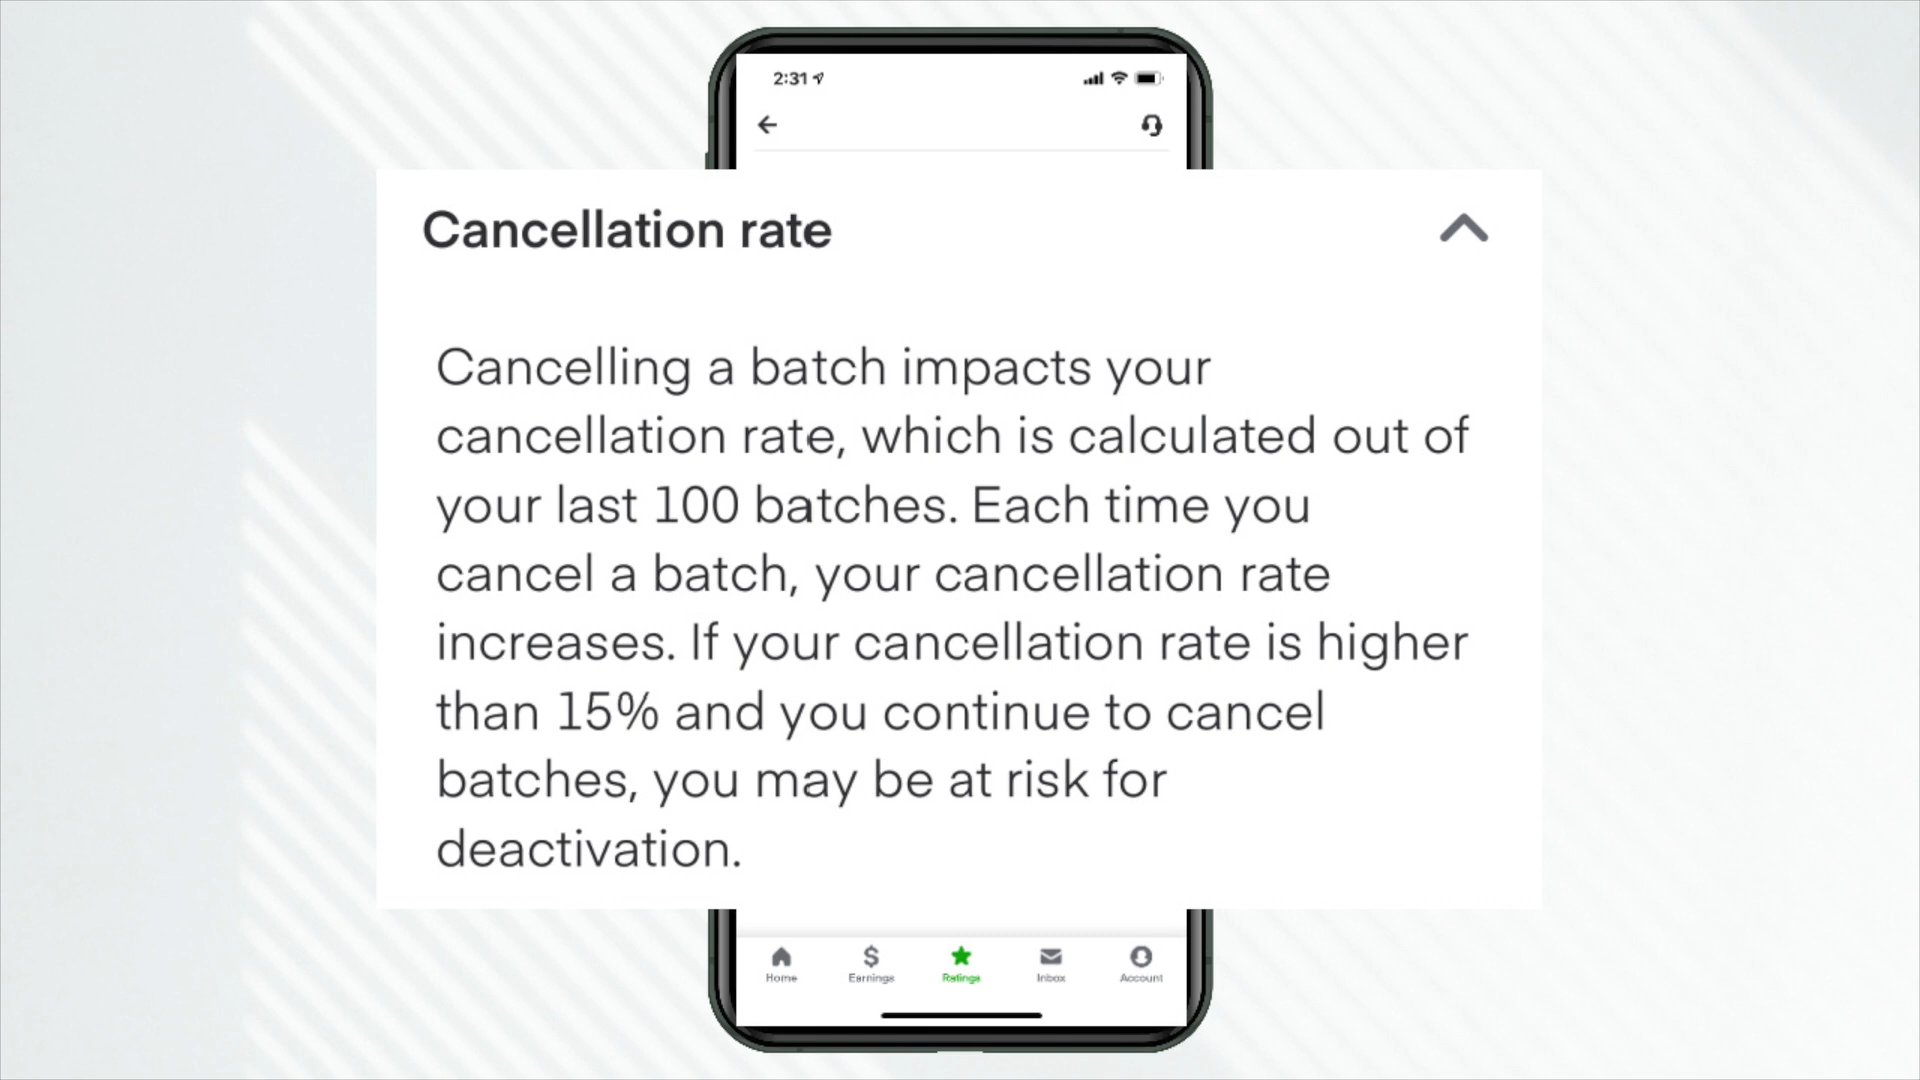 2:31
Cancellation rate
Cancelling a batch impacts your
cancellation rate, which is calculated out of
your last 100 batches. Each time you
cancel a batch, your cancellation rate
increases. If your cancellation rate is higher
than 15% and you continue to cancel
batches, you may be at risk for
deactivation.
Home Earnings Ratings Inbox Account